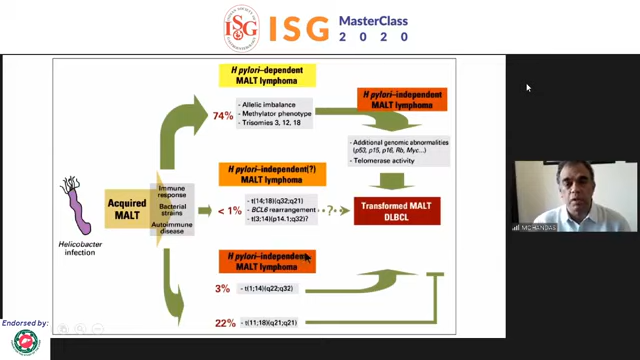 ISG
ISG
MasterClass
2 0 2 0
H pylori–dependent
MALT lymphoma
H pylori–independent
MALT lymphoma
74%
- Allelic imbalance
- Methylator phenotype
- Trisomies 3, 12, 18
- Additional genomic abnormalities
(p53, p15, p16, Rb, Myc...)
- Telomerase activity
H pylori–independent(?)
MALT lymphoma
Acquired
MALT
Immune
response
Bacterial
strains
Autoimmune
disease
< 1%
- t(14;18)(q32;q21)
- BCL6 rearrangement
- t(3;14)(p14.1;q32)?
?
Transformed MALT
DLBCL
Helicobacter
infection
H pylori–independent
MALT lymphoma
3%
- t(1;14)(q22;q32)
22%
- t(11;18)(q21;q21)
MOHANDAS
Endorsed by: